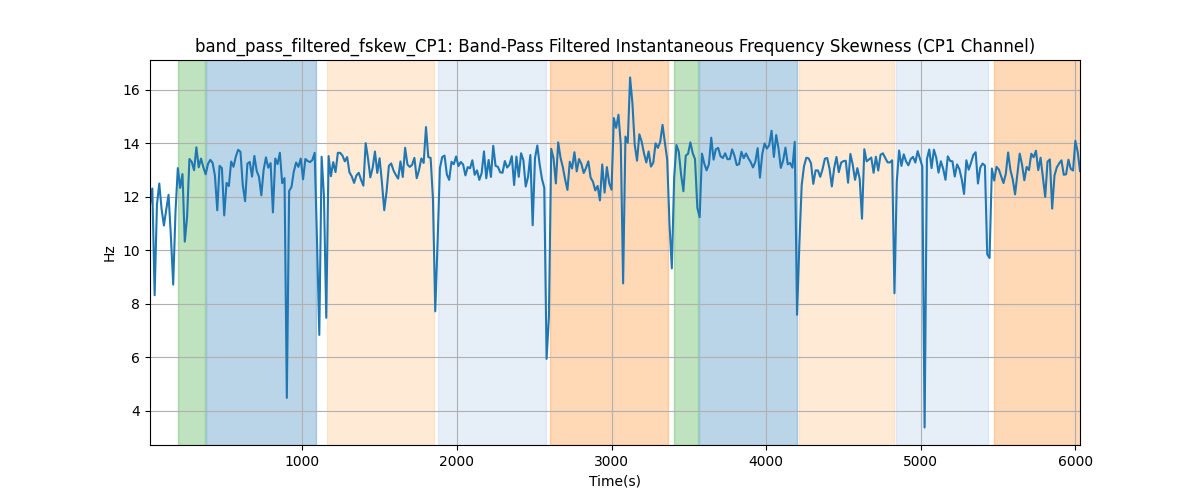 band_pass_filtered_fskew_CP1: Band-Pass Filtered Instantaneous Frequency Skewness (CP1 Channel)
16
14
12
10
8
6
4
Hz
1000 2000 3000 4000 5000 6000
Time(s)